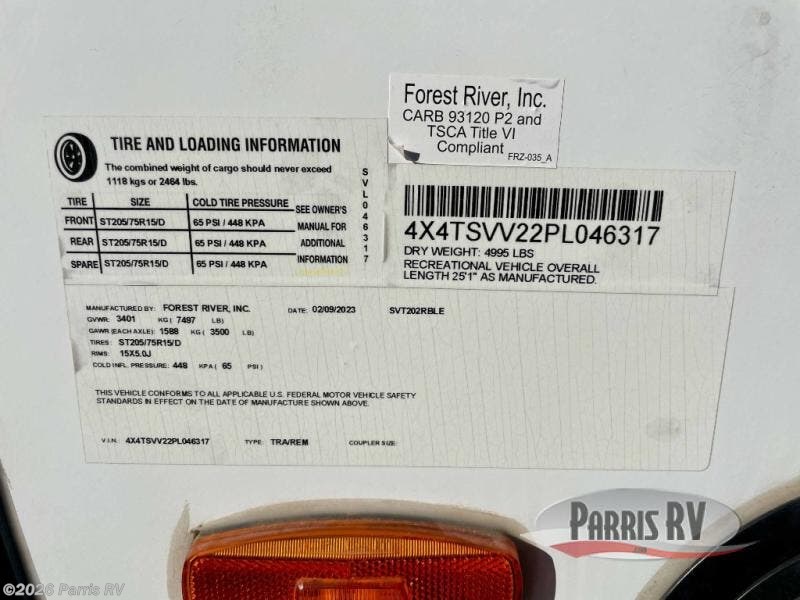 Forest River, Inc.
CARB 93120 P2 and
TSCA Title VI
Compliant
FRZ-035_A
TIRE AND LOADING INFORMATION
The combined weight of cargo should never exceed
1118 kgs or 2464 lbs.
TIRE SIZE COLD TIRE PRESSURE
FRONT ST205/75R15/D 65 PSI / 448 KPA
REAR ST205/75R15/D 65 PSI / 448 KPA
SPARE ST205/75R15/D 65 PSI / 448 KPA
SEE OWNER'S
MANUAL FOR
ADDITIONAL
INFORMATION
SVL046317
4X4TSVV22PL046317
DRY WEIGHT: 4995 LBS
RECREATIONAL VEHICLE OVERALL
LENGTH 25'1" AS MANUFACTURED.
MANUFACTURED BY: FOREST RIVER, INC. DATE: 02/09/2023 SVT202RBLE
GVWR: 3401 KG ( 7497 LB)
GAWR (EACH AXLE): 1588 KG ( 3500 LB)
TIRES: ST205/75R15/D
RIMS: 15X5.0J
COLD INFL. PRESSURE: 448 KPA ( 65 PSI)
THIS VEHICLE CONFORMS TO ALL APPLICABLE U.S. FEDERAL MOTOR VEHICLE SAFETY
STANDARDS IN EFFECT ON THE DATE OF MANUFACTURE SHOWN ABOVE.
V.I.N.: 4X4TSVV22PL046317 TYPE: TRA/REM COUPLER SIZE:
PARRIS RV
©2026 Parris RV